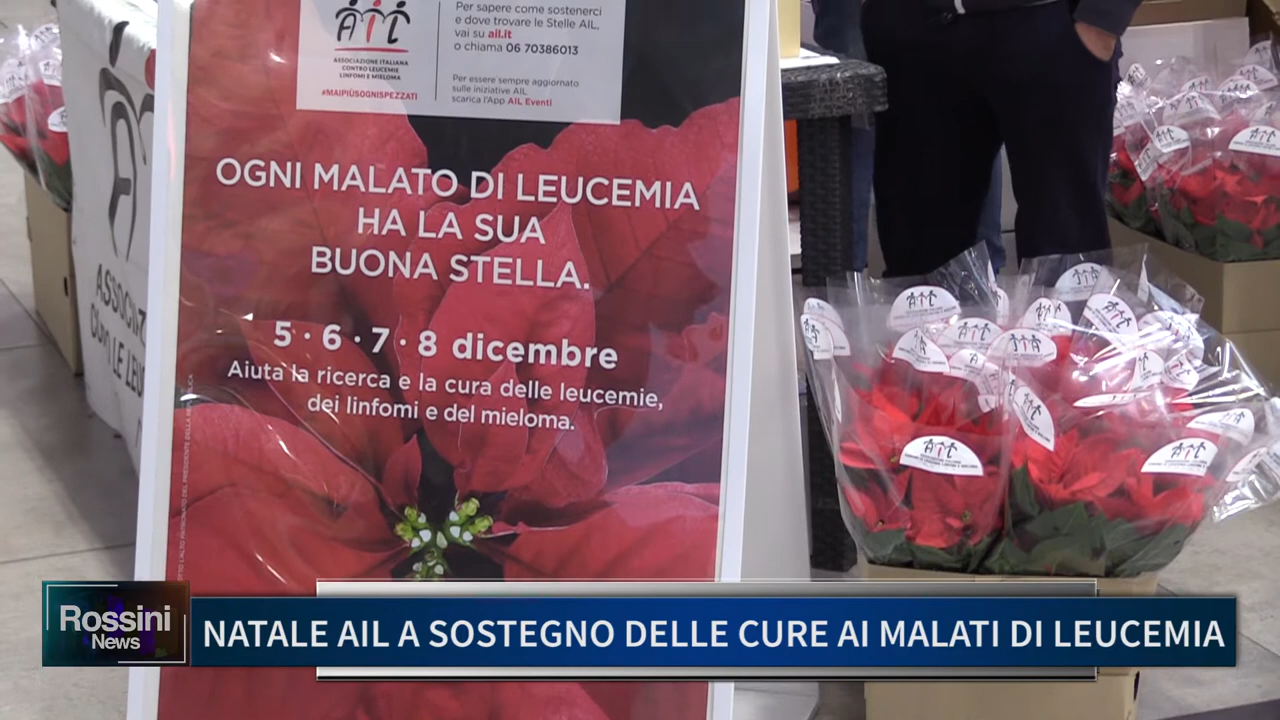 AIL
ASSOCIAZIONE ITALIANA
CONTRO LEUCEMIE
LINFOMI E MIELOMA
#MAIPIÙSOGNISPEZZATI
Per sapere come sostenerci
e dove trovare le Stelle AIL,
vai su ail.it
o chiama 06 70386013
Per essere sempre aggiornato
sulle iniziative AIL
scarica l'App AIL Eventi
OGNI MALATO DI LEUCEMIA
HA LA SUA
BUONA STELLA.
5 · 6 · 7 · 8 dicembre
Aiuta la ricerca e la cura delle leucemie,
dei linfomi e del mieloma.
AIL
AIL
Rossini
News
NATALE AIL A SOSTEGNO DELLE CURE AI MALATI DI LEUCEMIA